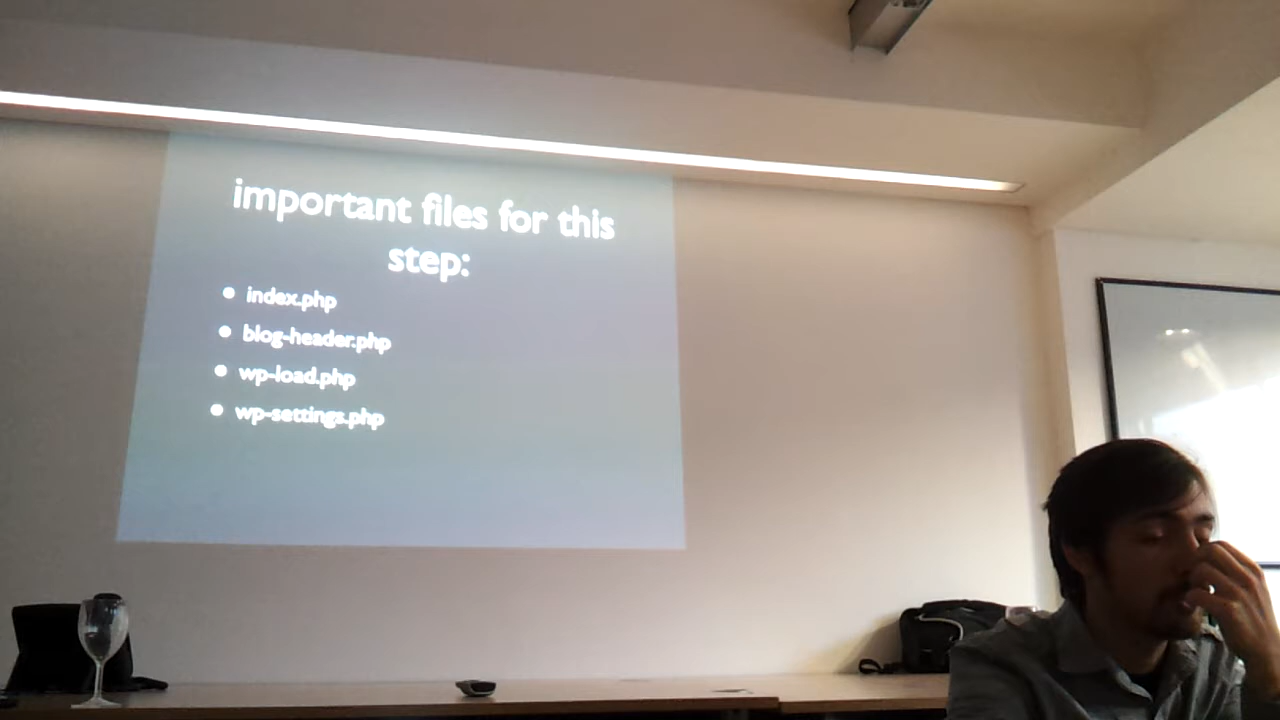 important files for this
step:
• index.php
• blog-header.php
• wp-load.php
• wp-settings.php